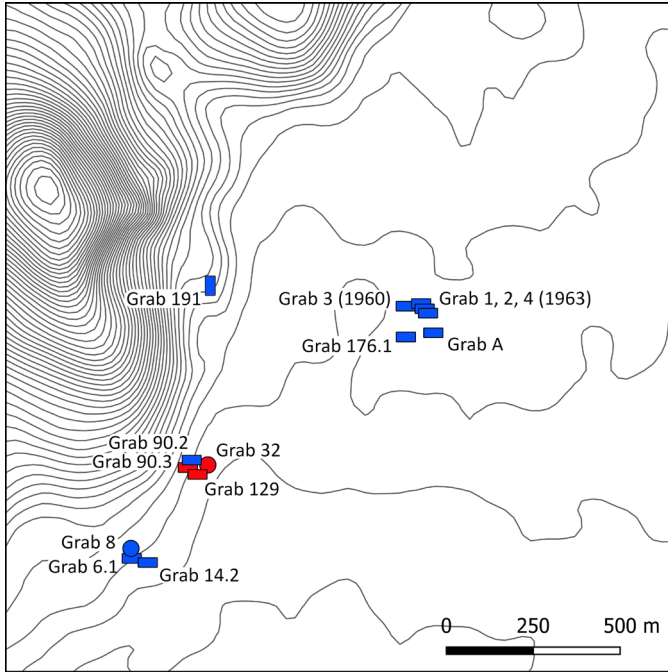 Grab 191
Grab 3 (1960)
Grab 1, 2, 4 (1963)
Grab 176.1
Grab A
Grab 90.2
Grab 32
Grab 90.3
Grab 129
Grab 8
Grab 6.1
Grab 14.2
0 250 500 m